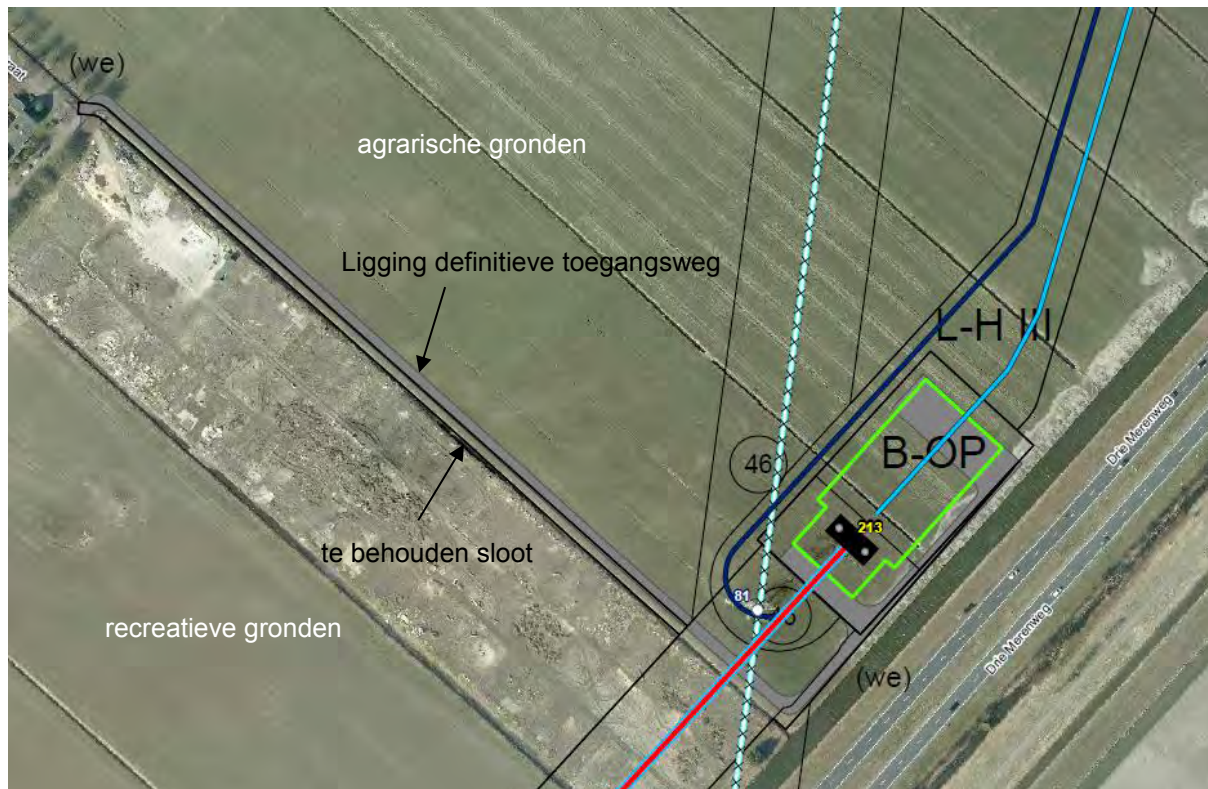 (we)
raat
agrarische gronden
Ligging definitieve toegangsweg
L-H III
Drie Merenweg
46
B-OP
213
te behouden sloot
81
recreatieve gronden
Drie Merenweg
(we)